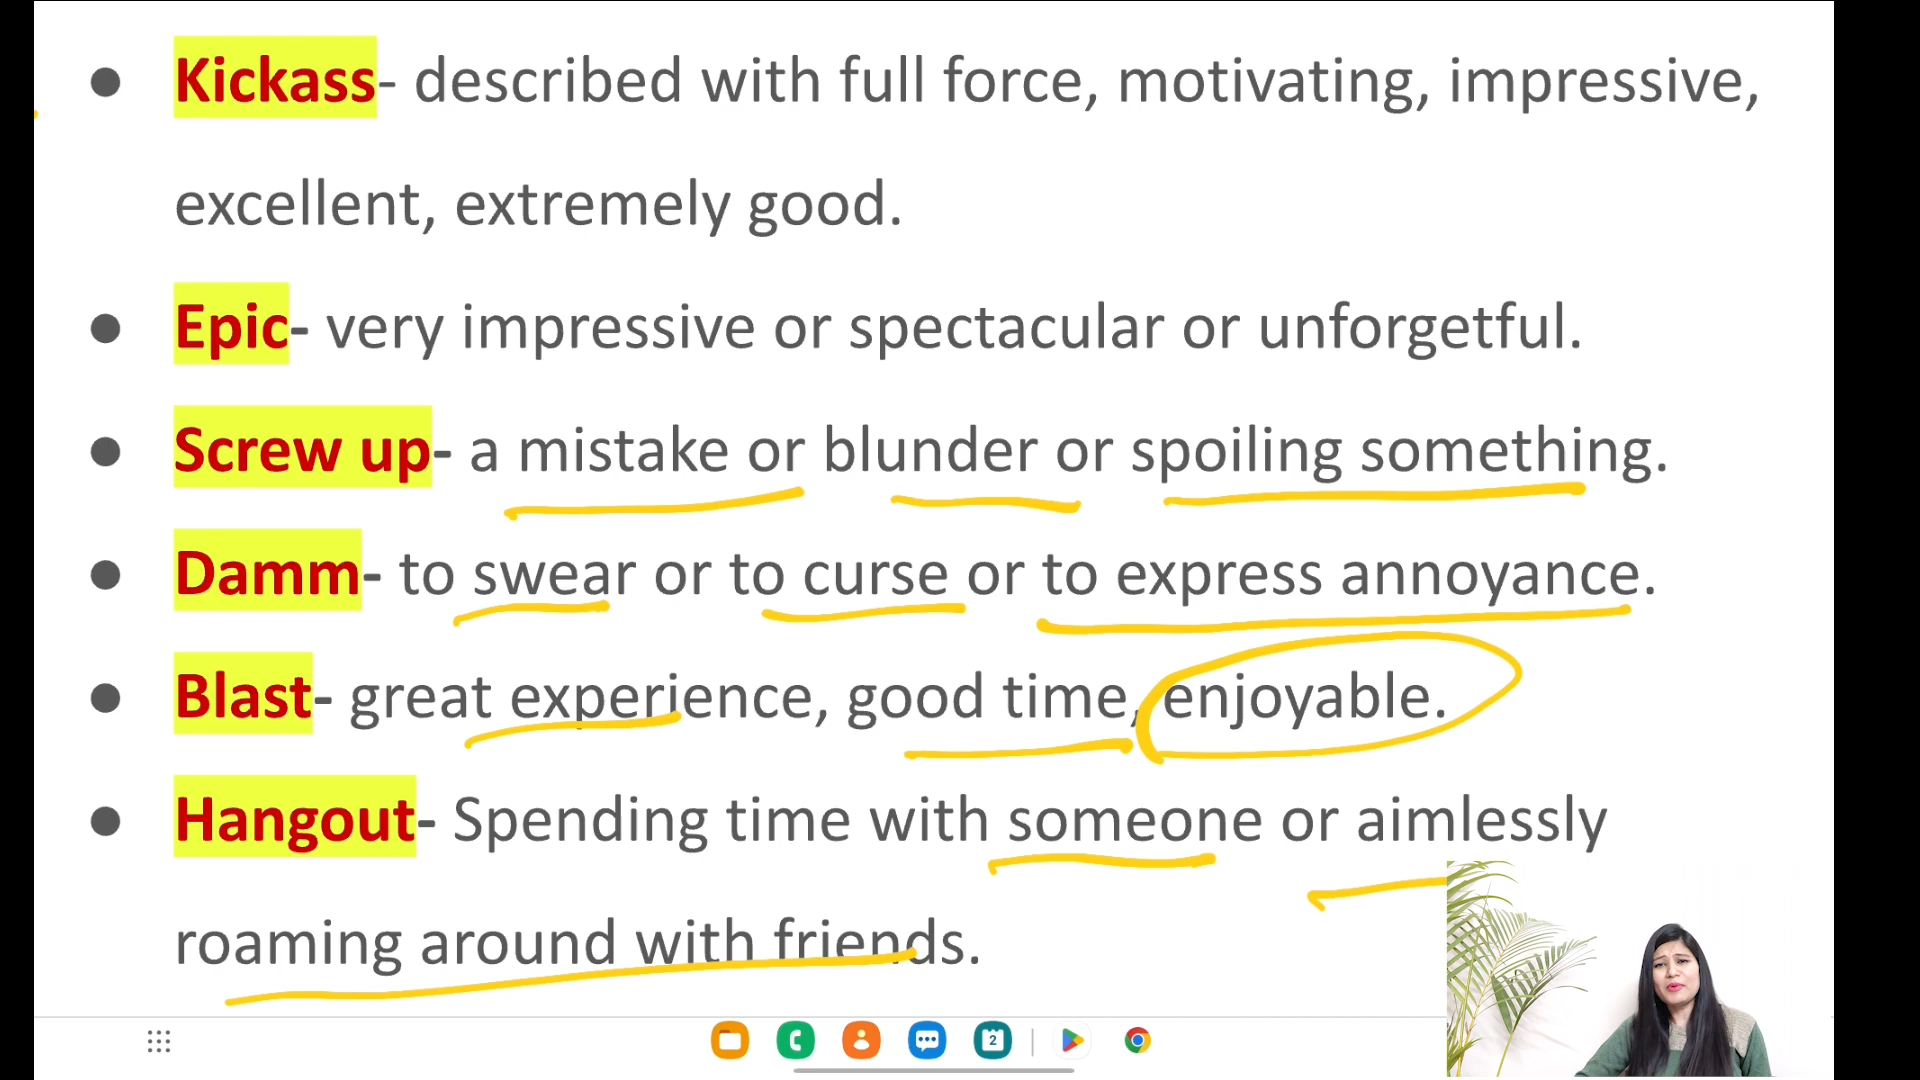 ● Kickass- described with full force, motivating, impressive,
excellent, extremely good.
● Epic- very impressive or spectacular or unforgetful.
● Screw up- a mistake or blunder or spoiling something.
● Damm- to swear or to curse or to express annoyance.
● Blast- great experience, good time, enjoyable.
● Hangout- Spending time with someone or aimlessly
roaming around with friends.
2